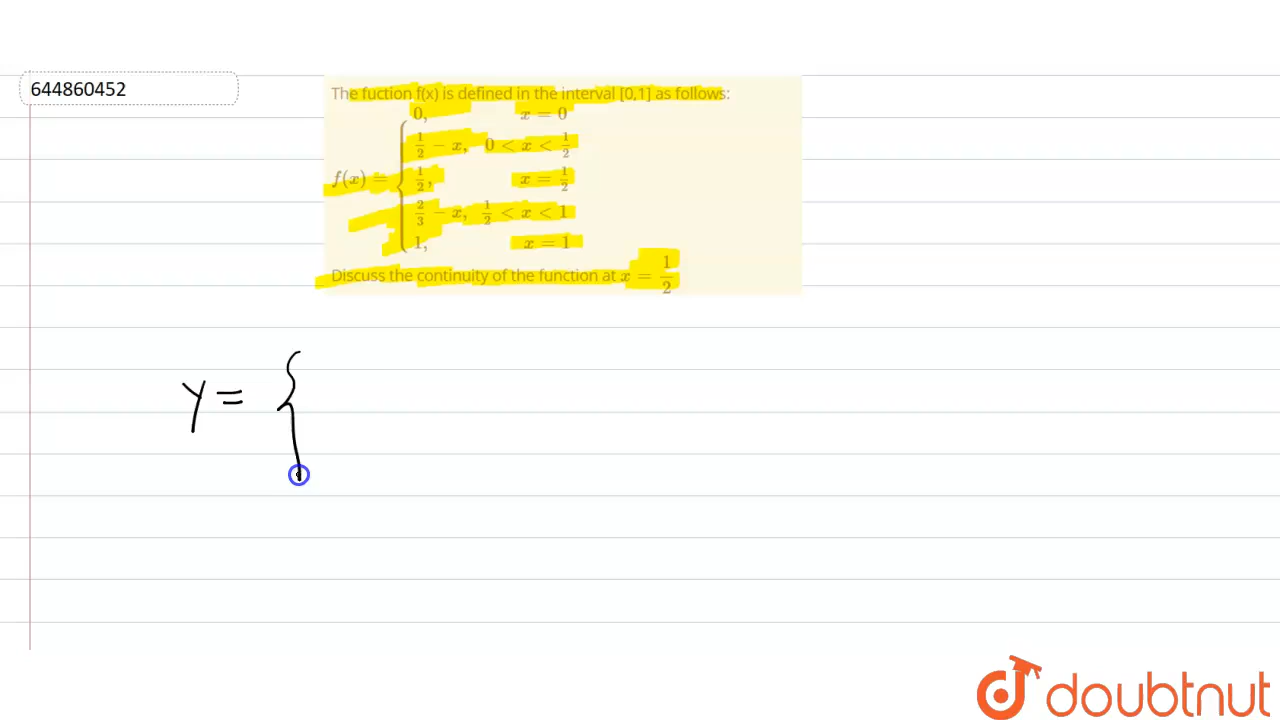 644860452
The fuction f(x) is defined in the interval [0,1] as follows:
0, x = 0
1/2 − x, 0 < x < 1/2
f(x) = { 1/2, x = 1/2
2/3 − x, 1/2 < x < 1
1, x = 1
Discuss the continuity of the function at x = 1/2
Y = {
doubtnut